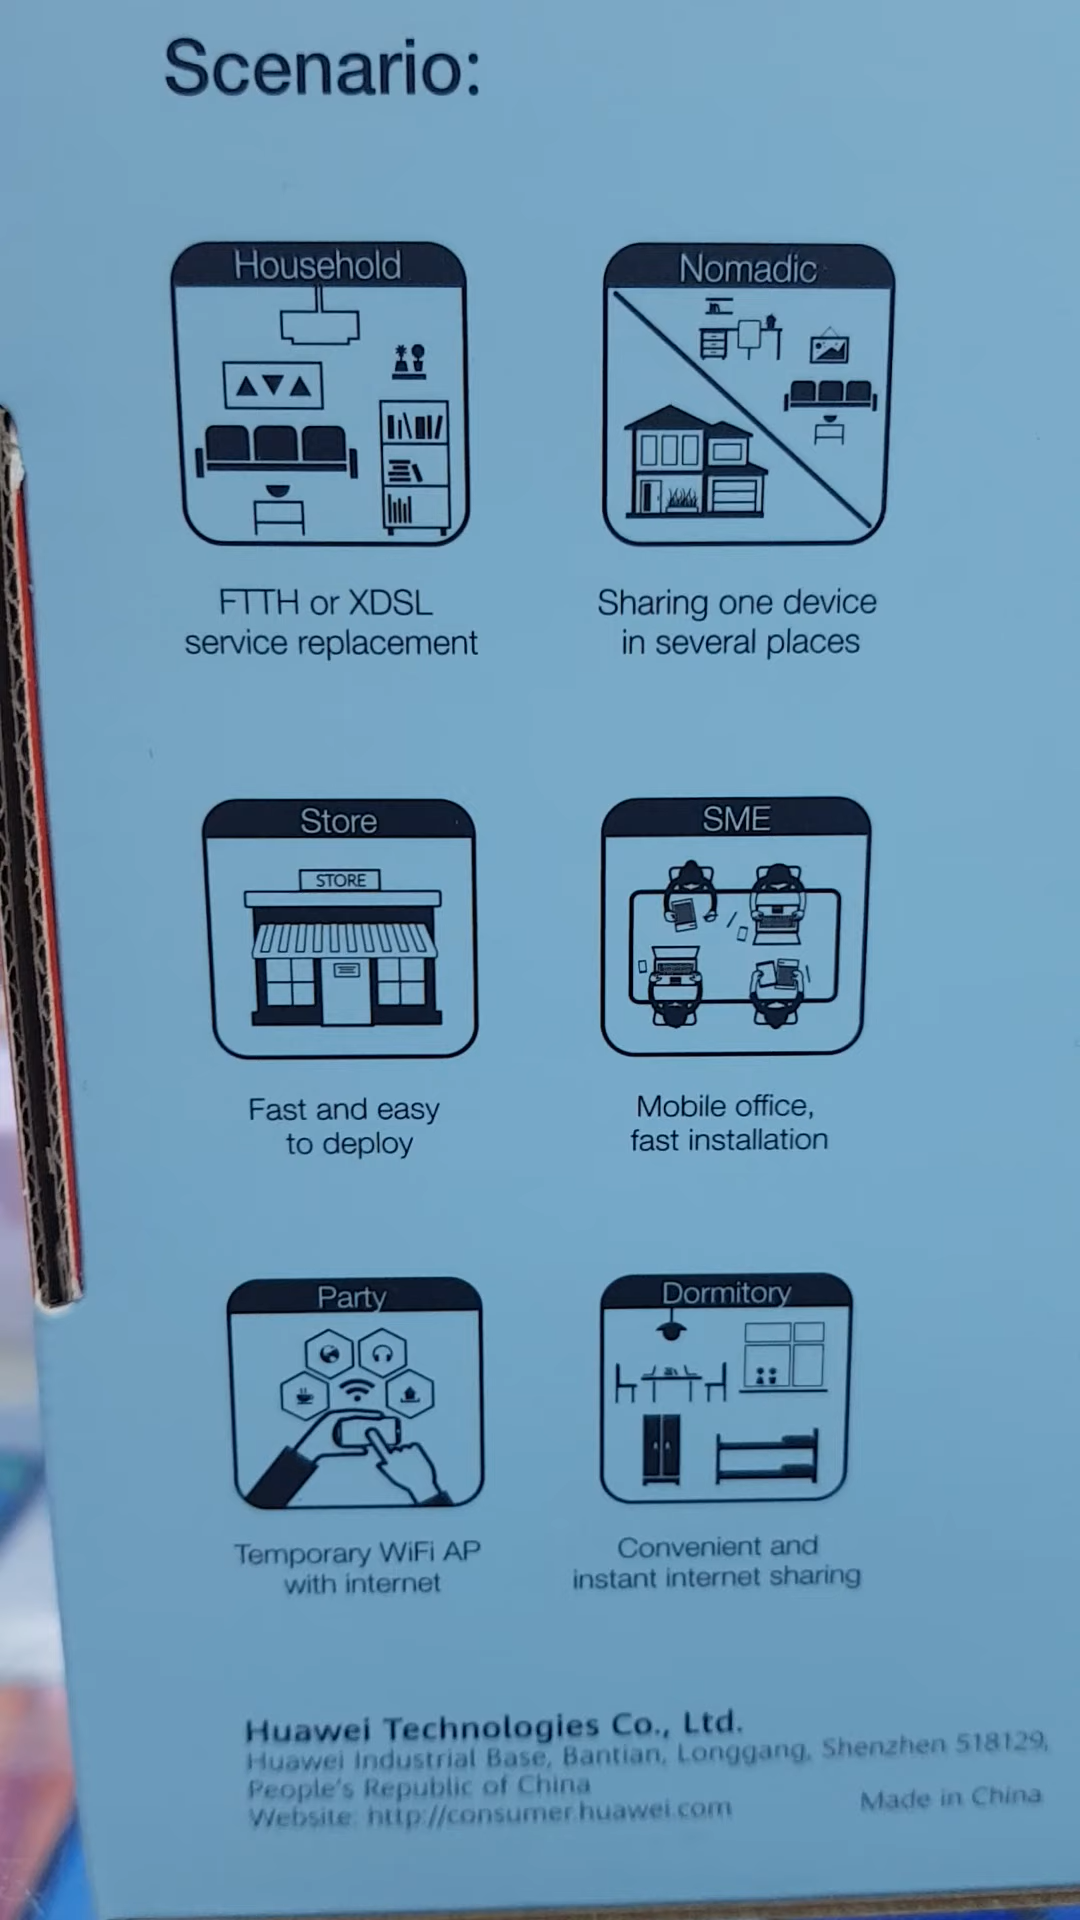 Scenario:
Household
Nomadic
FTTH or XDSL
service replacement
Sharing one device
in several places
Store
SME
STORE
Fast and easy
to deploy
Mobile office,
fast installation
Party
Dormitory
Temporary WiFi AP
with internet
Convenient and
instant internet sharing
Huawei Technologies Co., Ltd.
Huawei Industrial Base, Bantian, Longgang, Shenzhen 518129,
People's Republic of China
Website: http://consumer.huawei.com
Made in China